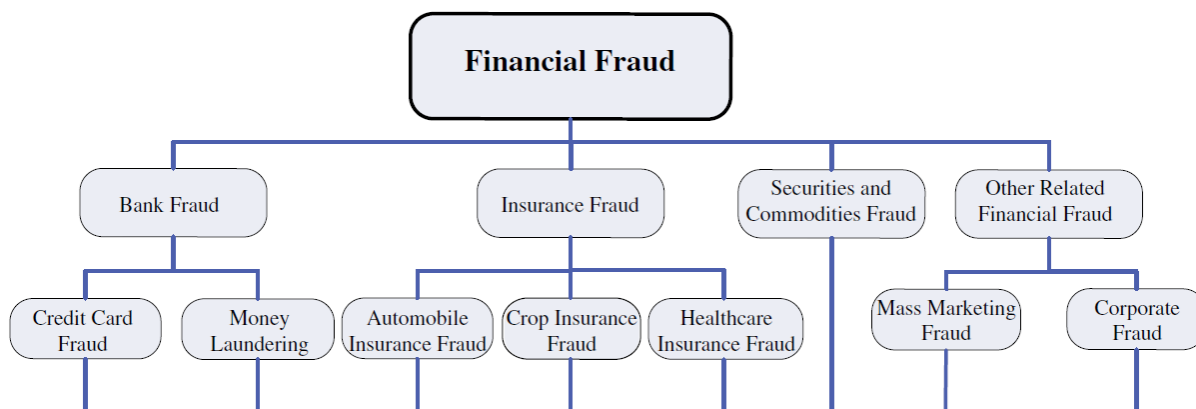 Financial Fraud
Bank Fraud
Insurance Fraud
Securities and
Commodities Fraud
Other Related
Financial Fraud
Credit Card
Fraud
Money
Laundering
Automobile
Insurance Fraud
Crop Insurance
Fraud
Healthcare
Insurance Fraud
Mass Marketing
Fraud
Corporate
Fraud